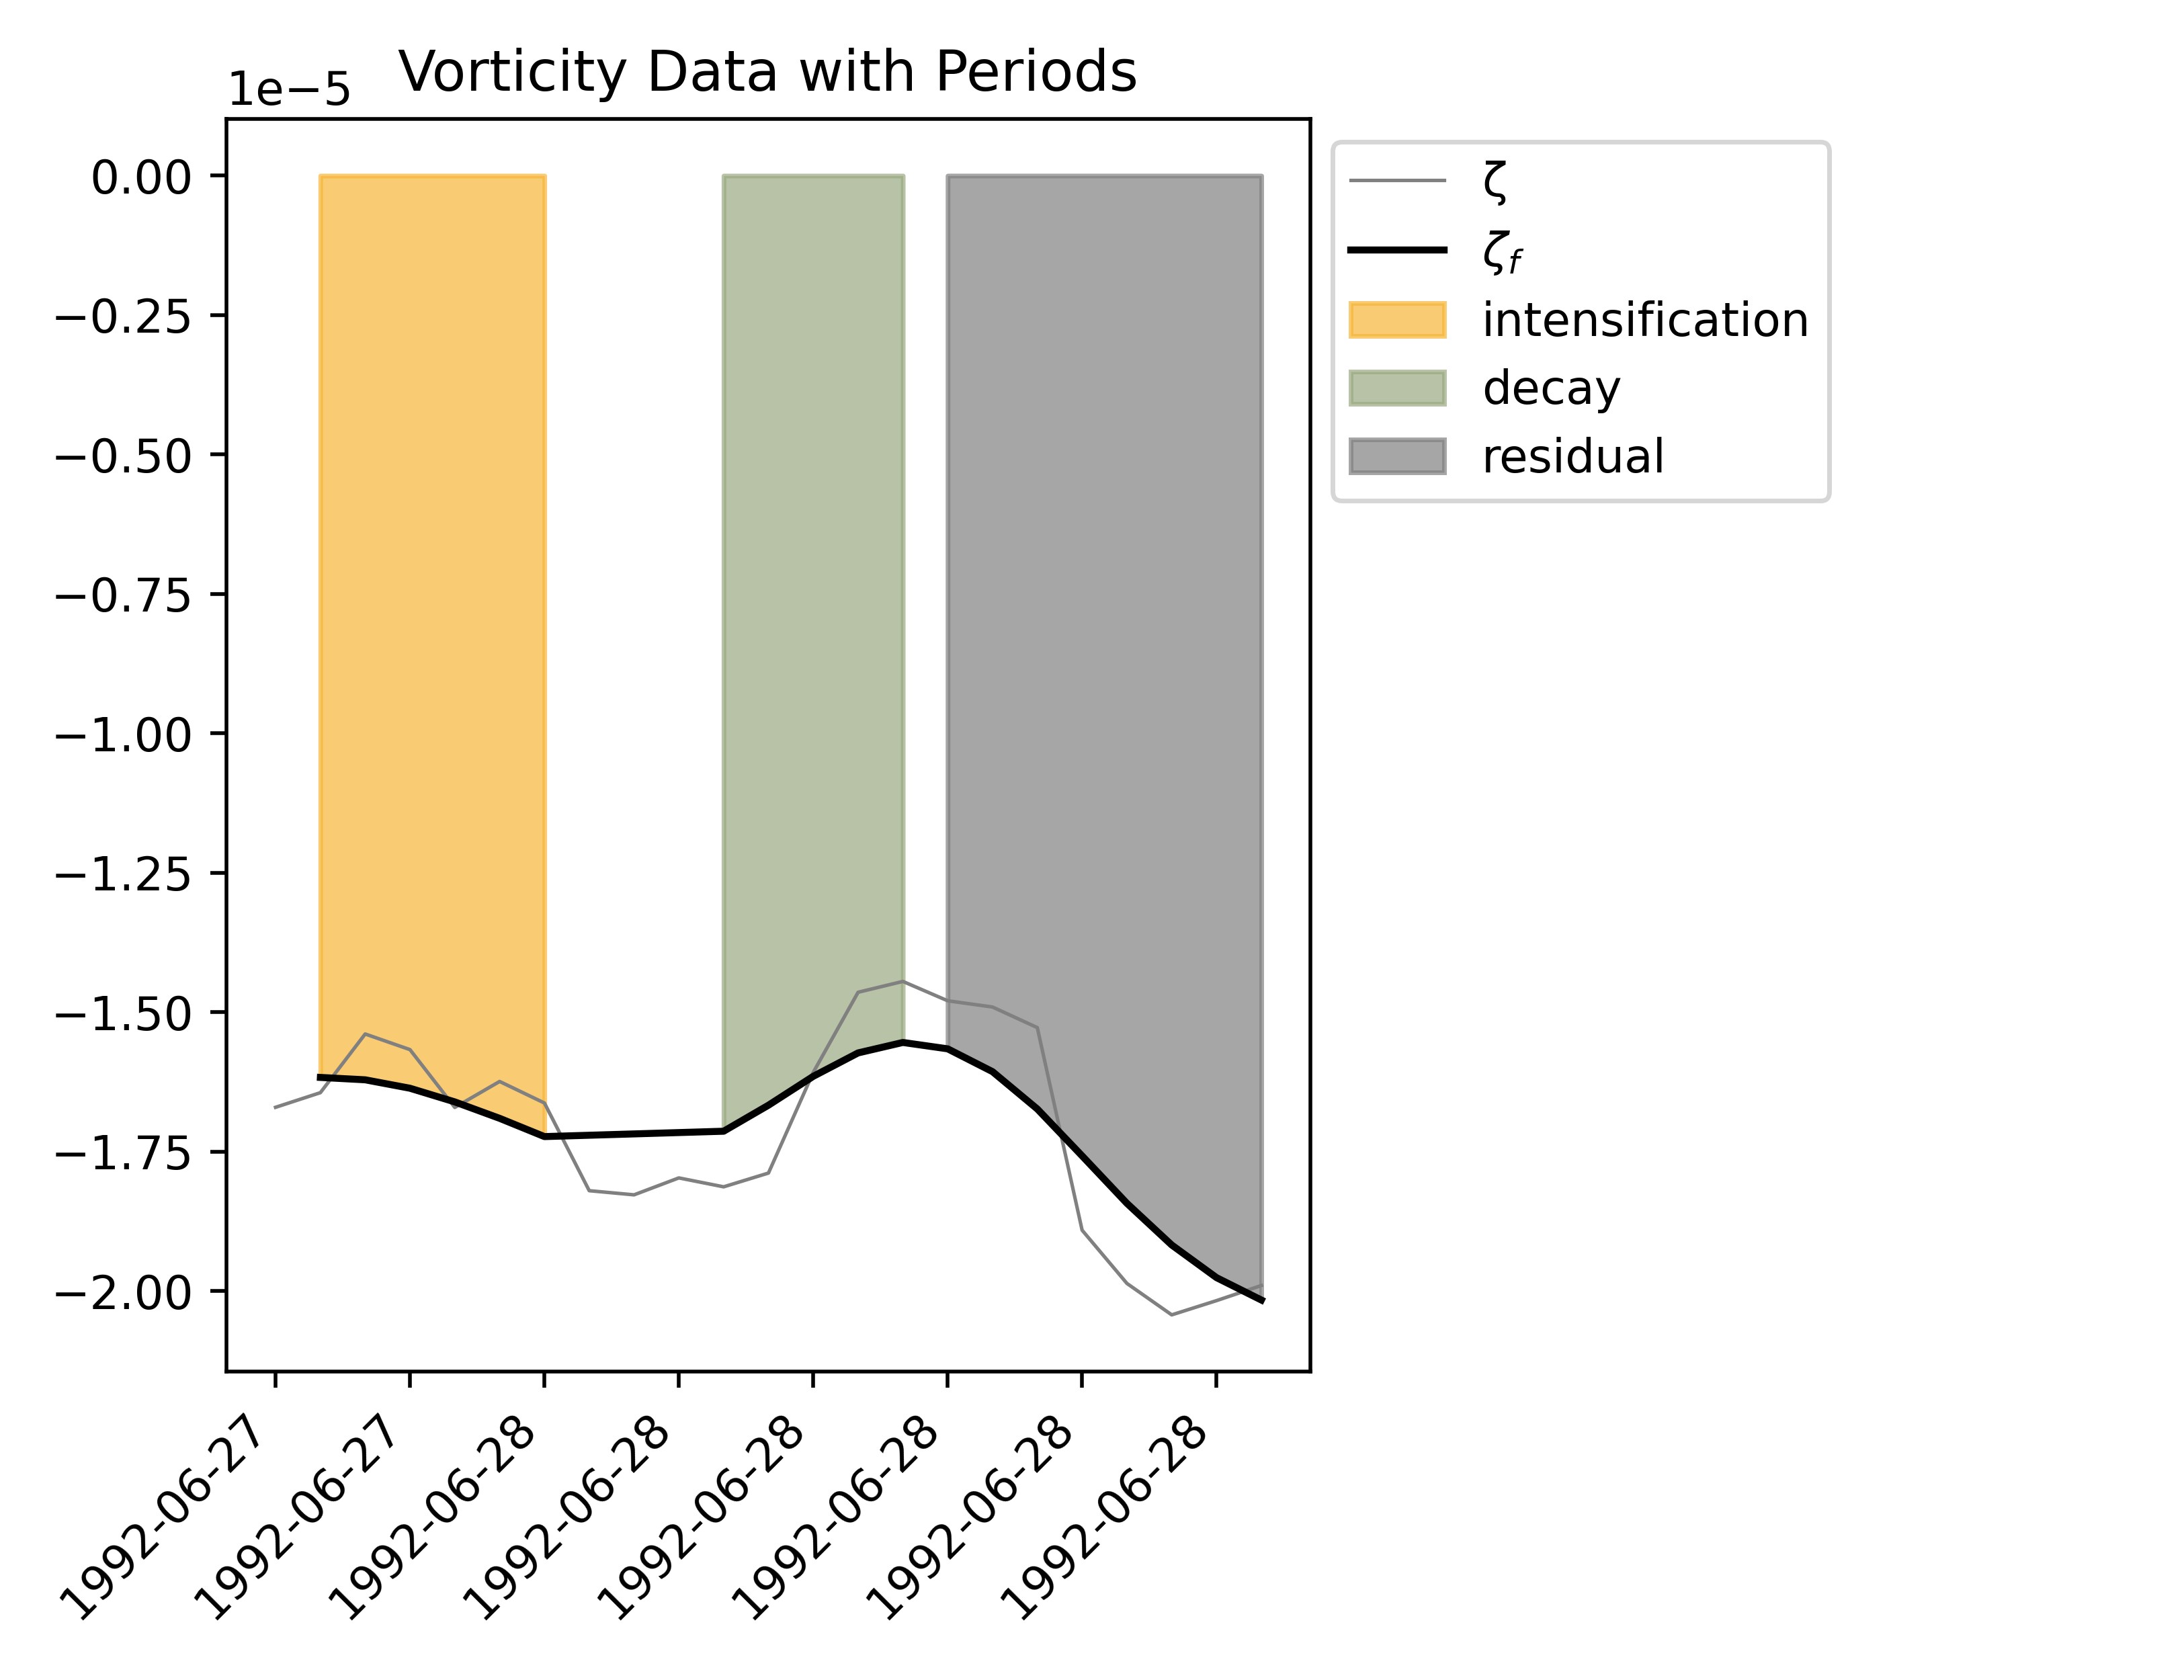 Vorticity Data with Periods
1e−5
0.00
−0.25
−0.50
−0.75
−1.00
−1.25
−1.50
−1.75
−2.00
1992-06-27
1992-06-27
1992-06-28
1992-06-28
1992-06-28
1992-06-28
1992-06-28
1992-06-28
ζ
ζf
intensification
decay
residual